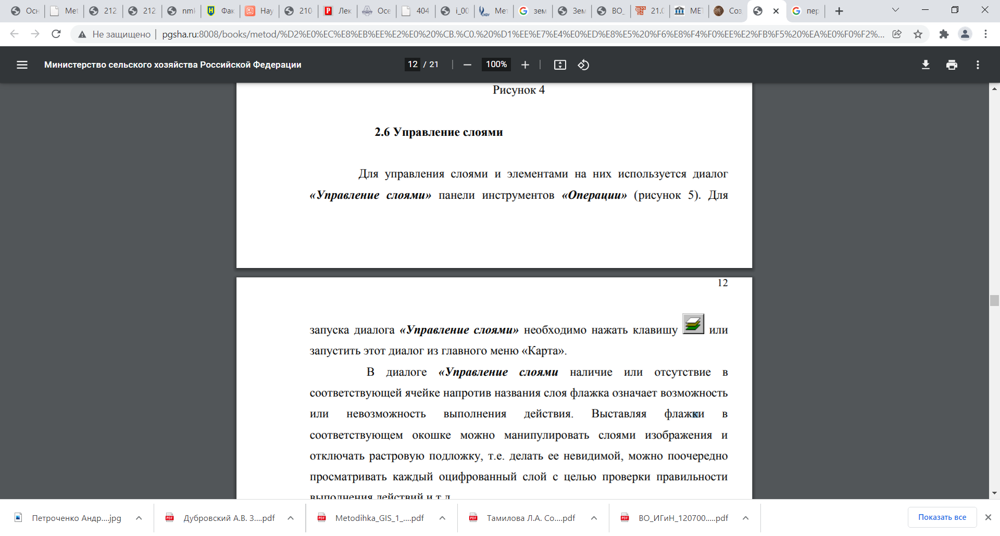 Осн
Met
212
212
nml
Фак
Нау
210
Лек
Осе
404
i_00
Мет
зем
Зем
ВО_
21.0
МЕТ
Соз
пер
Не защищено
pgsha.ru:8008/books/metod/%D2%E0%EC%E8%EB%EE%E2%E0%20%CB.%C0.%20%D1%EE%E7%E4%E0%ED%E8%E5%20%F6%E8%F4%F0%EE%E2%FB%F5%20%EA%E0%F0%F2%...
Министерство сельского хозяйства Российской Федерации
12 / 21
100%
Рисунок 4
2.6 Управление слоями
Для управления слоями и элементами на них используется диалог
«Управление слоями» панели инструментов «Операции» (рисунок 5). Для
12
запуска диалога «Управление слоями» необходимо нажать клавишу или
запустить этот диалог из главного меню «Карта».
В диалоге «Управление слоями наличие или отсутствие в
соответствующей ячейке напротив названия слоя флажка означает возможность
или невозможность выполнения действия. Выставляя флажки в
соответствующем окошке можно манипулировать слоями изображения и
отключать растровую подложку, т.е. делать ее невидимой, можно поочередно
просматривать каждый оцифрованный слой с целью проверки правильности
выполнения действий и т.д.
Петроченко Андр....jpg
Дубровский А.В. З....pdf
Metodihka_GIS_1_....pdf
Тамилова Л.А. Со....pdf
ВО_ИГиН_120700.....pdf
Показать все